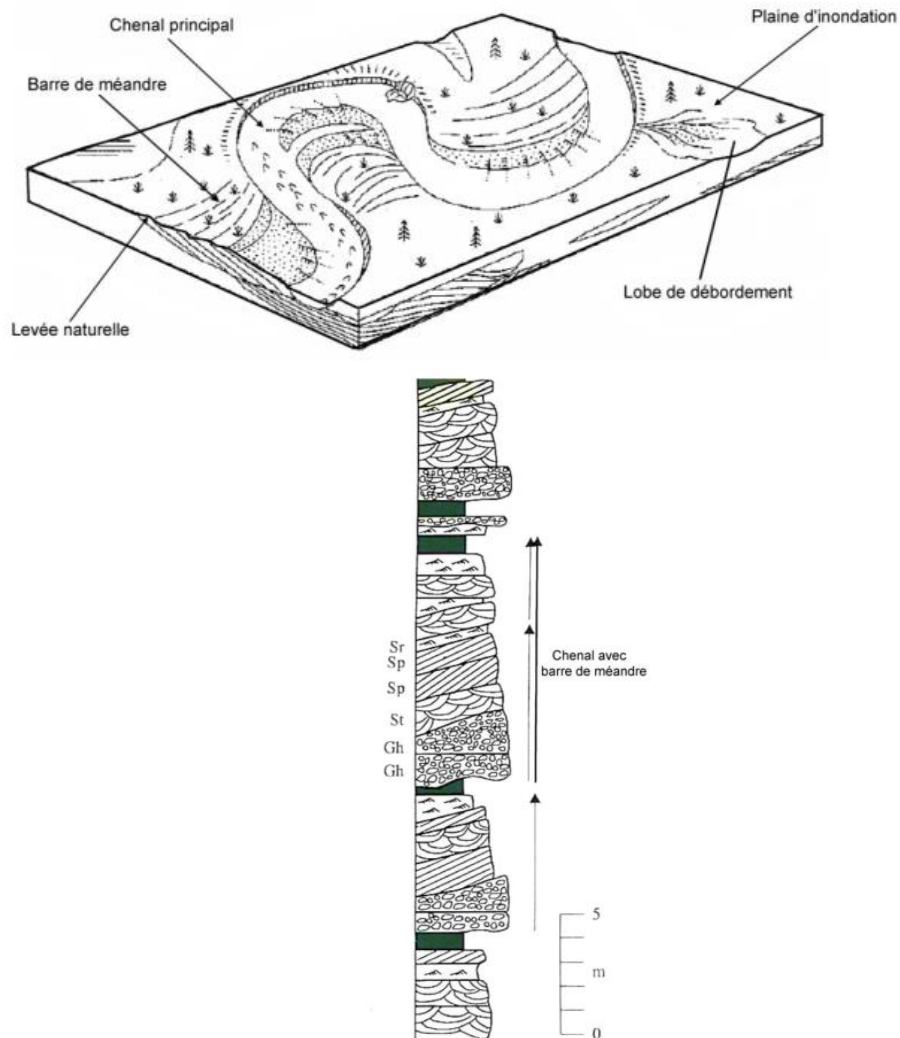 Chenal principal
Plaine d'inondation
Barre de méandre
Lobe de débordement
Levée naturelle
Sr
Sp
Sp
St
Gh
Gh
Chenal avec
barre de méandre
5
m
0